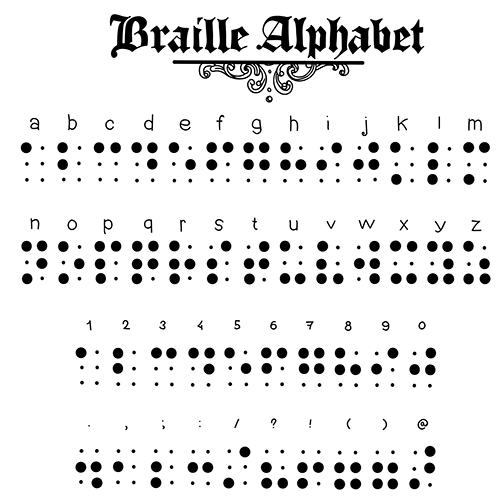 Braille Alphabet
a b c d e f g h i j k l m
n o p q r s t u v w x y z
1 2 3 4 5 6 7 8 9 0
. , ; : / ? ! ( ) @